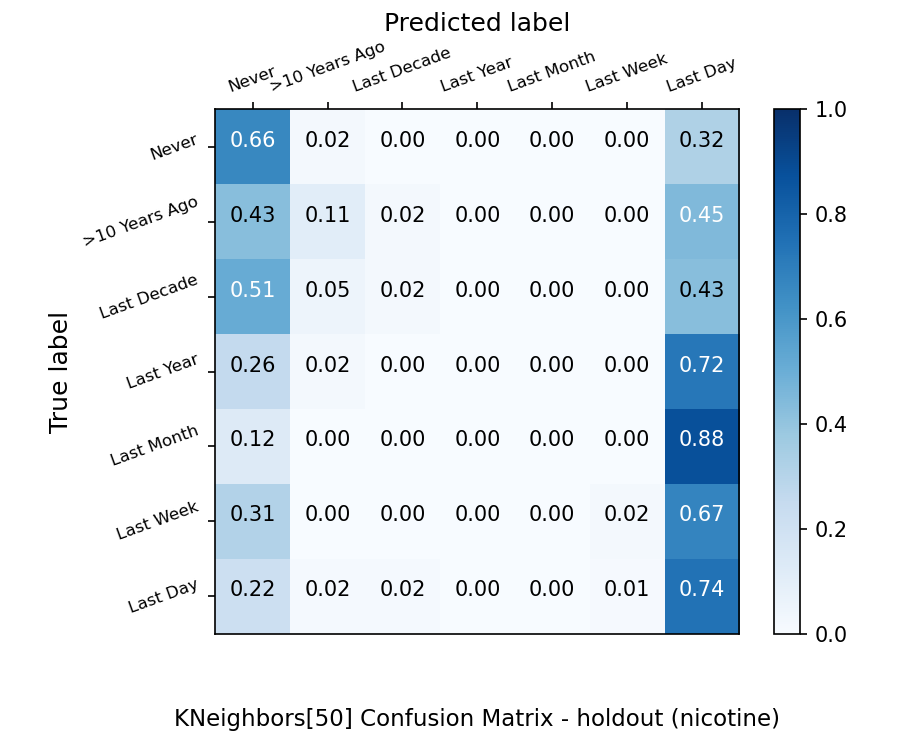 Predicted label
Never >10 Years Ago Last Decade Last Year Last Month Last Week Last Day
True label
Never 0.66 0.02 0.00 0.00 0.00 0.00 0.32
>10 Years Ago 0.43 0.11 0.02 0.00 0.00 0.00 0.45
Last Decade 0.51 0.05 0.02 0.00 0.00 0.00 0.43
Last Year 0.26 0.02 0.00 0.00 0.00 0.00 0.72
Last Month 0.12 0.00 0.00 0.00 0.00 0.00 0.88
Last Week 0.31 0.00 0.00 0.00 0.00 0.02 0.67
Last Day 0.22 0.02 0.02 0.00 0.00 0.01 0.74
1.0
0.8
0.6
0.4
0.2
0.0
KNeighbors[50] Confusion Matrix - holdout (nicotine)